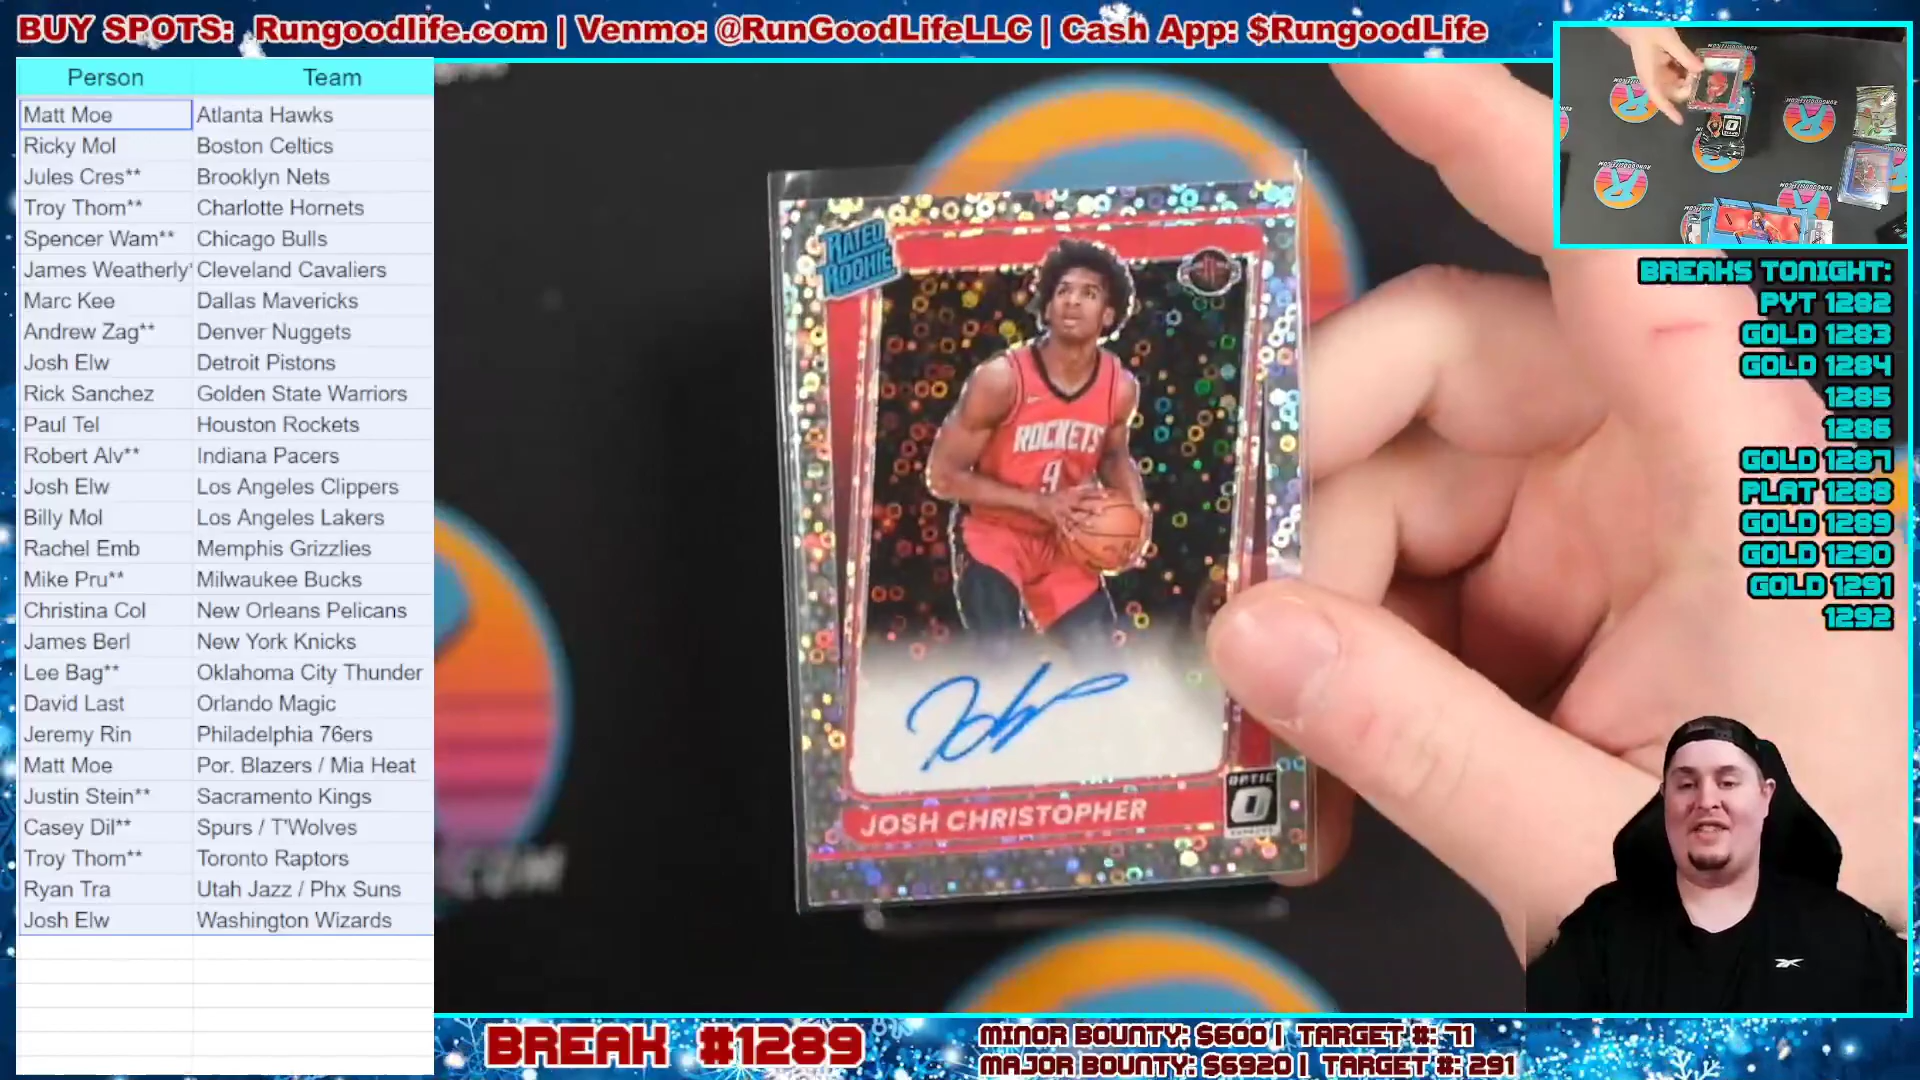 BUY SPOTS: Rungoodlife.com | Venmo: @RunGoodLifeLLC | Cash App: $RungoodLife
Person Team
Matt Moe Atlanta Hawks
Ricky Mol Boston Celtics
Jules Cres** Brooklyn Nets
Troy Thom** Charlotte Hornets
Spencer Wam** Chicago Bulls
James Weatherly* Cleveland Cavaliers
Marc Kee Dallas Mavericks
Andrew Zag** Denver Nuggets
Josh Elw Detroit Pistons
Rick Sanchez Golden State Warriors
Paul Tel Houston Rockets
Robert Alv** Indiana Pacers
Josh Elw Los Angeles Clippers
Billy Mol Los Angeles Lakers
Rachel Emb Memphis Grizzlies
Mike Pru** Milwaukee Bucks
Christina Col New Orleans Pelicans
James Berl New York Knicks
Lee Bag** Oklahoma City Thunder
David Last Orlando Magic
Jeremy Rin Philadelphia 76ers
Matt Moe Por. Blazers / Mia Heat
Justin Stein** Sacramento Kings
Casey Dil** Spurs / T'Wolves
Troy Thom** Toronto Raptors
Ryan Tra Utah Jazz / Phx Suns
Josh Elw Washington Wizards
RATED
ROOKIE
ROCKETS
9
JOSH CHRISTOPHER
OPTIC
BREAKS TONIGHT:
PYT 1282
GOLD 1283
GOLD 1284
1285
1286
GOLD 1287
PLAT 1288
GOLD 1289
GOLD 1290
GOLD 1291
1292
BREAK #1289
MINOR BOUNTY: $600 | TARGET #: 71
MAJOR BOUNTY: $6920 | TARGET #: 291